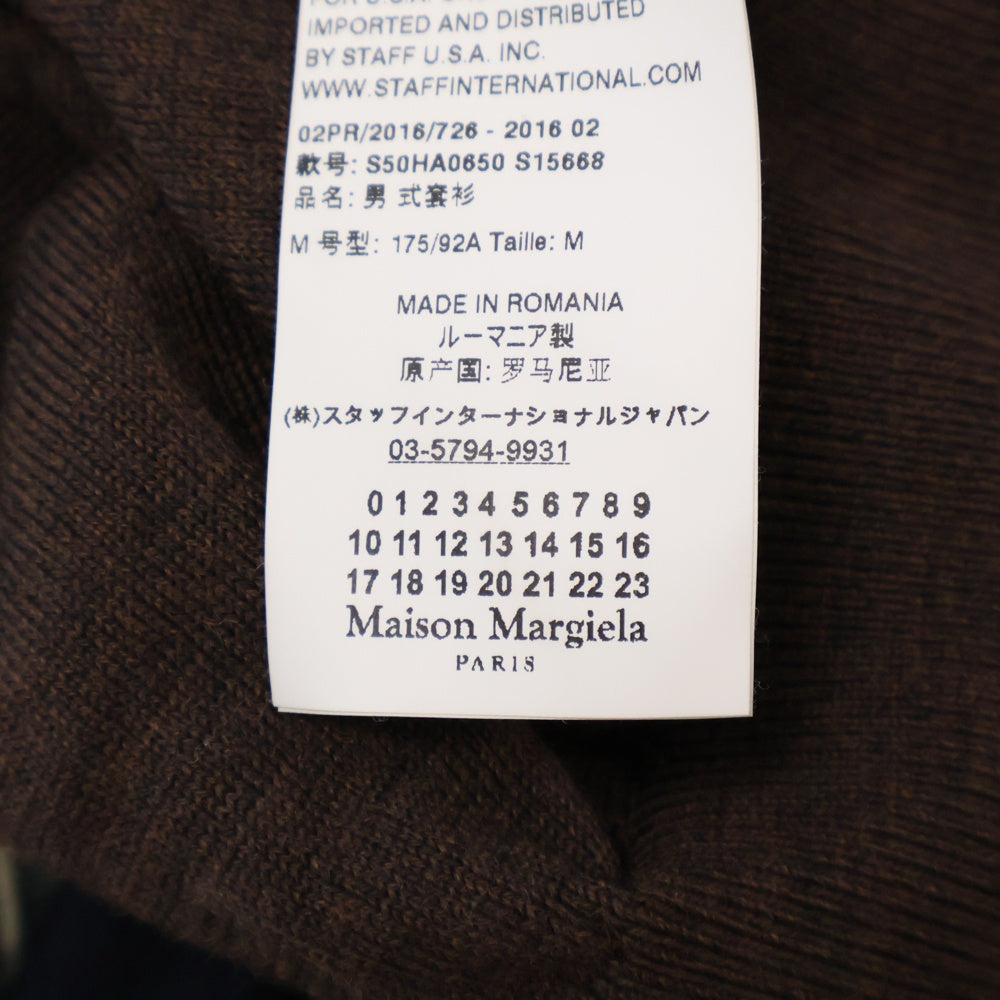 FOR U.S.A.
IMPORTED AND DISTRIBUTED
BY STAFF U.S.A. INC.
WWW.STAFFINTERNATIONAL.COM
02PR/2016/726 - 2016 02
款号: S50HA0650 S15668
品名: 男 式套衫
M 号型: 175/92A Taille: M
MADE IN ROMANIA
ルーマニア製
原产国: 罗马尼亚
(株)スタッフインターナショナルジャパン
03-5794-9931
0 1 2 3 4 5 6 7 8 9
10 11 12 13 14 15 16
17 18 19 20 21 22 23
Maison Margiela
PARIS